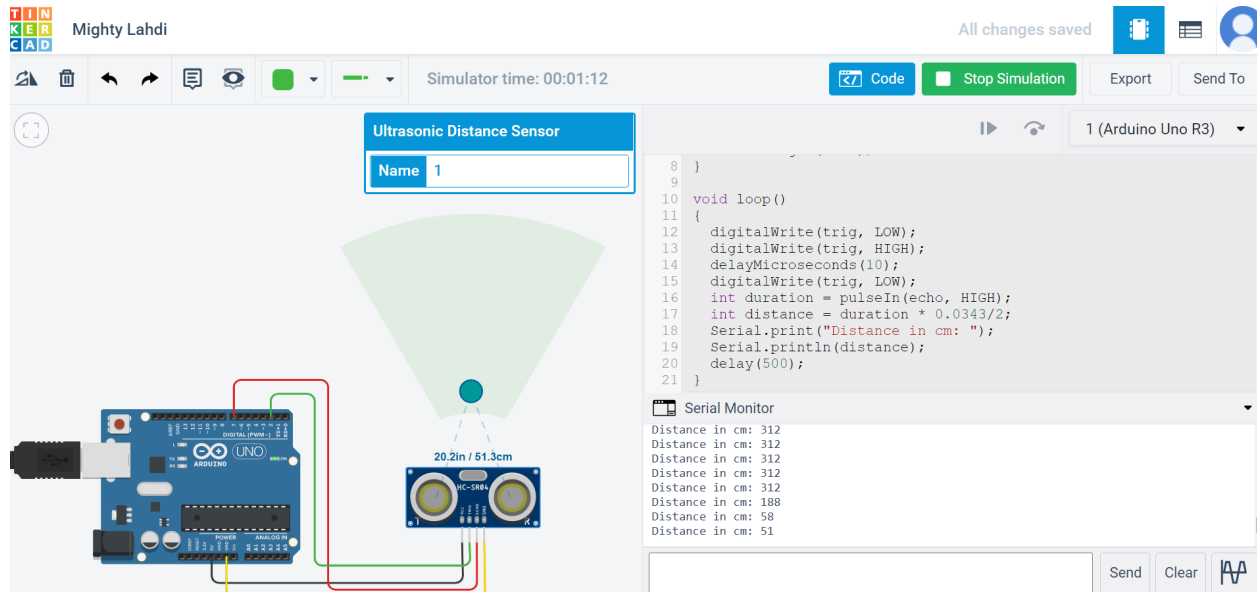 TINKERCAD
Mighty Lahdi
All changes saved
Simulator time: 00:01:12
Code
Stop Simulation
Export
Send To
Ultrasonic Distance Sensor
Name 1
1 (Arduino Uno R3)
8 }
9
10 void loop()
11 {
12 digitalWrite(trig, LOW);
13 digitalWrite(trig, HIGH);
14 delayMicroseconds(10);
15 digitalWrite(trig, LOW);
16 int duration = pulseIn(echo, HIGH);
17 int distance = duration * 0.0343/2;
18 Serial.print("Distance in cm: ");
19 Serial.println(distance);
20 delay(500);
21 }
Serial Monitor
Distance in cm: 312
Distance in cm: 312
Distance in cm: 312
Distance in cm: 312
Distance in cm: 312
Distance in cm: 188
Distance in cm: 58
Distance in cm: 51
Send
Clear
20.2in / 51.3cm
HC-SR04
T
R
DIGITAL (PWM~)
UNO
ARDUINO
TX
RX
L
ON
POWER
ANALOG IN